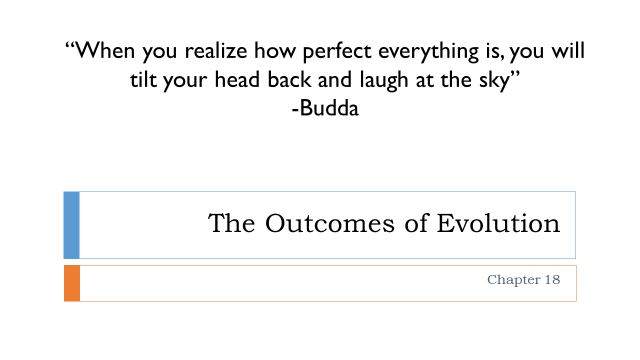 “When you realize how perfect everything is, you will
tilt your head back and laugh at the sky”
-Budda
The Outcomes of Evolution
Chapter 18